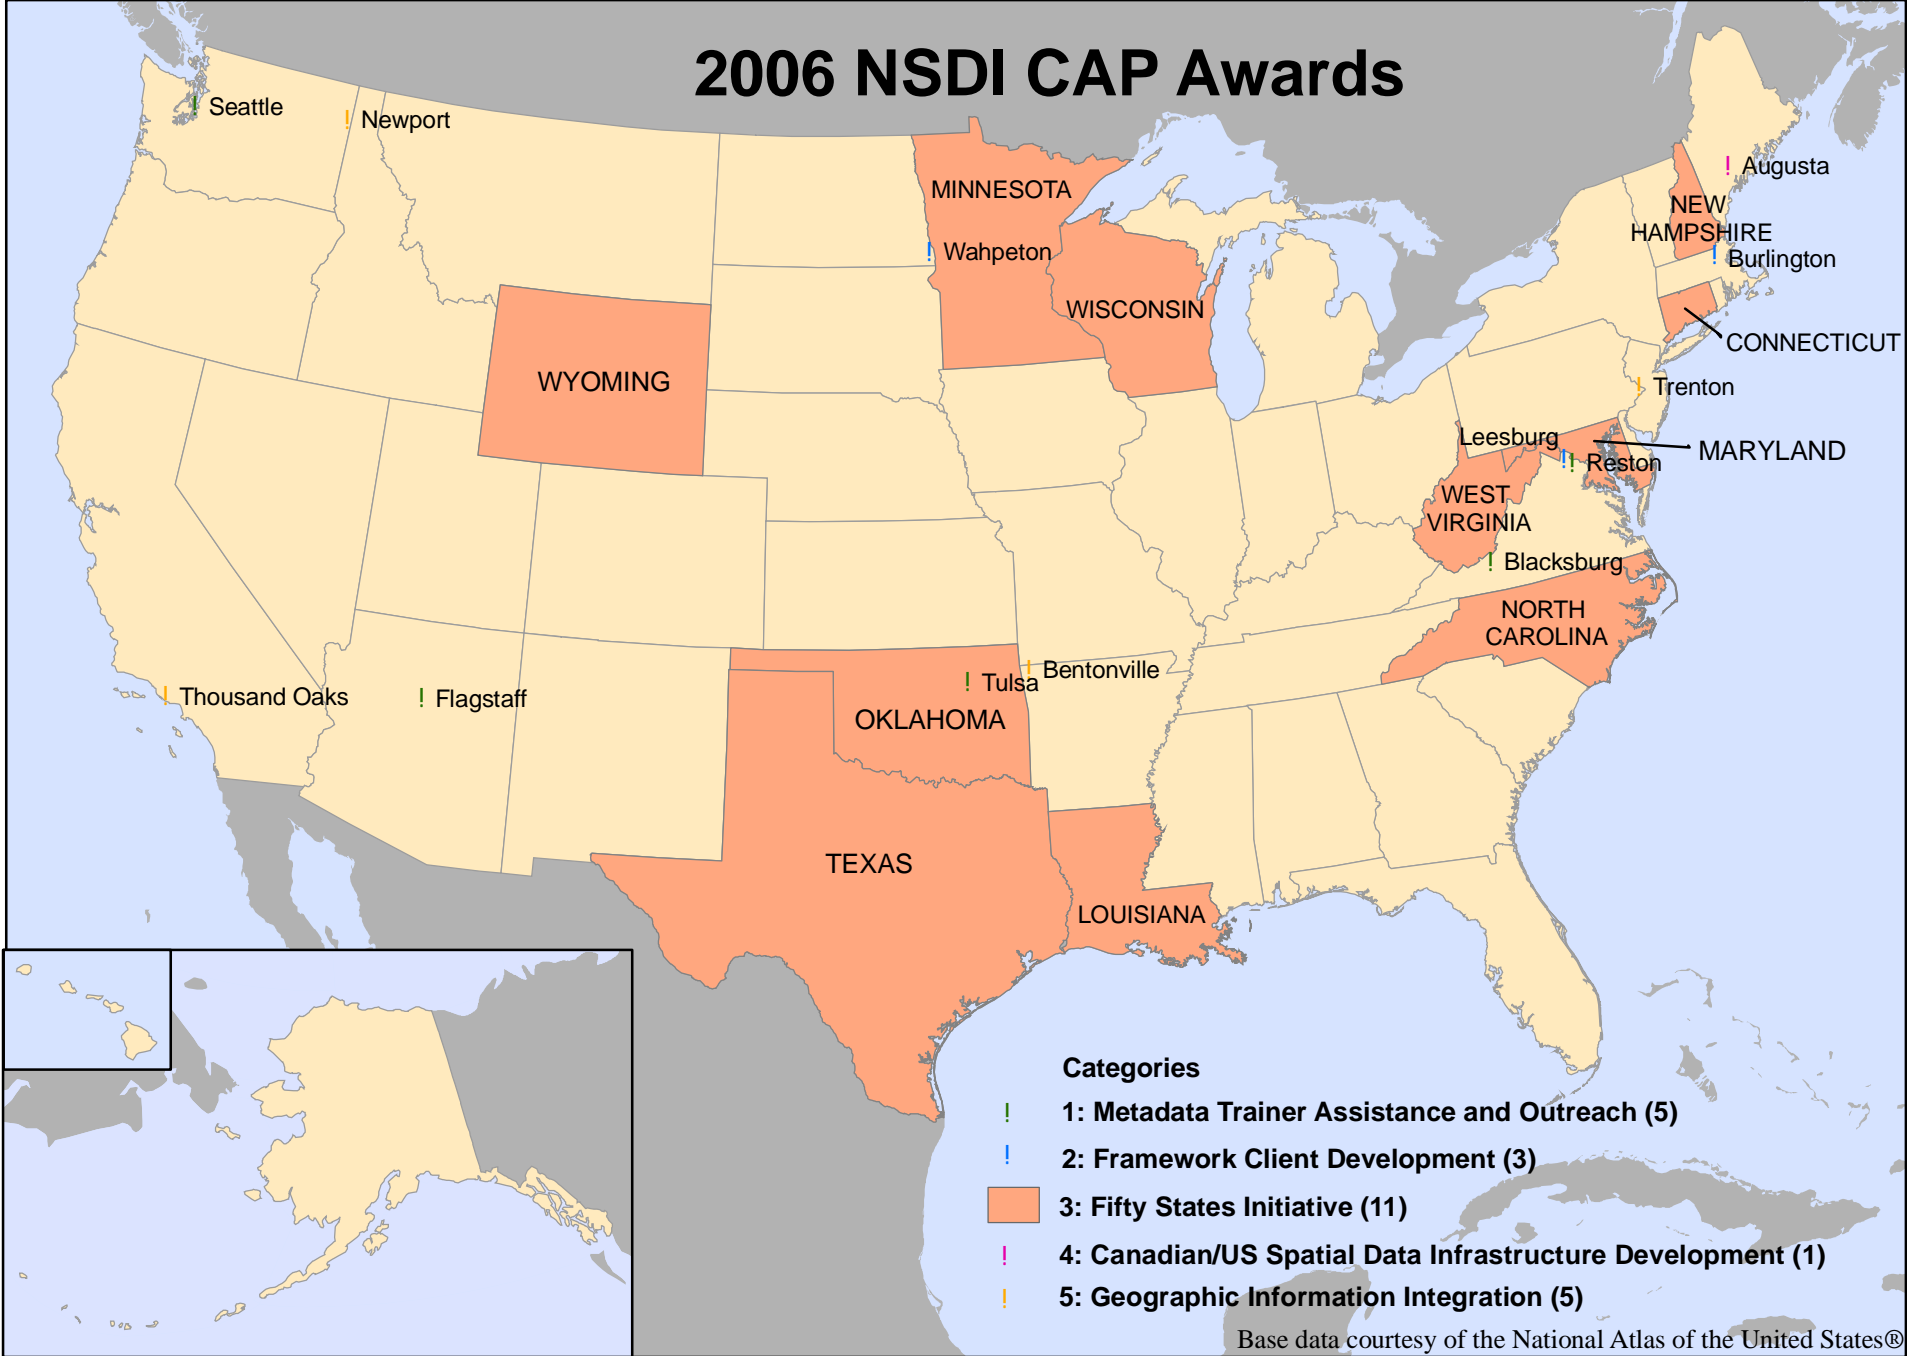 2006 NSDI CAP Awards
! Seattle
! Newport
! Augusta
MINNESOTA
NEW
HAMPSHIRE
! Wahpeton
! Burlington
WISCONSIN
CONNECTICUT
WYOMING
! Trenton
Leesburg
!
MARYLAND
! Reston
WEST
VIRGINIA
! Blacksburg
NORTH
CAROLINA
! Bentonville
! Tulsa
! Thousand Oaks
! Flagstaff
OKLAHOMA
TEXAS
LOUISIANA
Categories
! 1: Metadata Trainer Assistance and Outreach (5)
! 2: Framework Client Development (3)
3: Fifty States Initiative (11)
! 4: Canadian/US Spatial Data Infrastructure Development (1)
! 5: Geographic Information Integration (5)
Base data courtesy of the National Atlas of the United States®